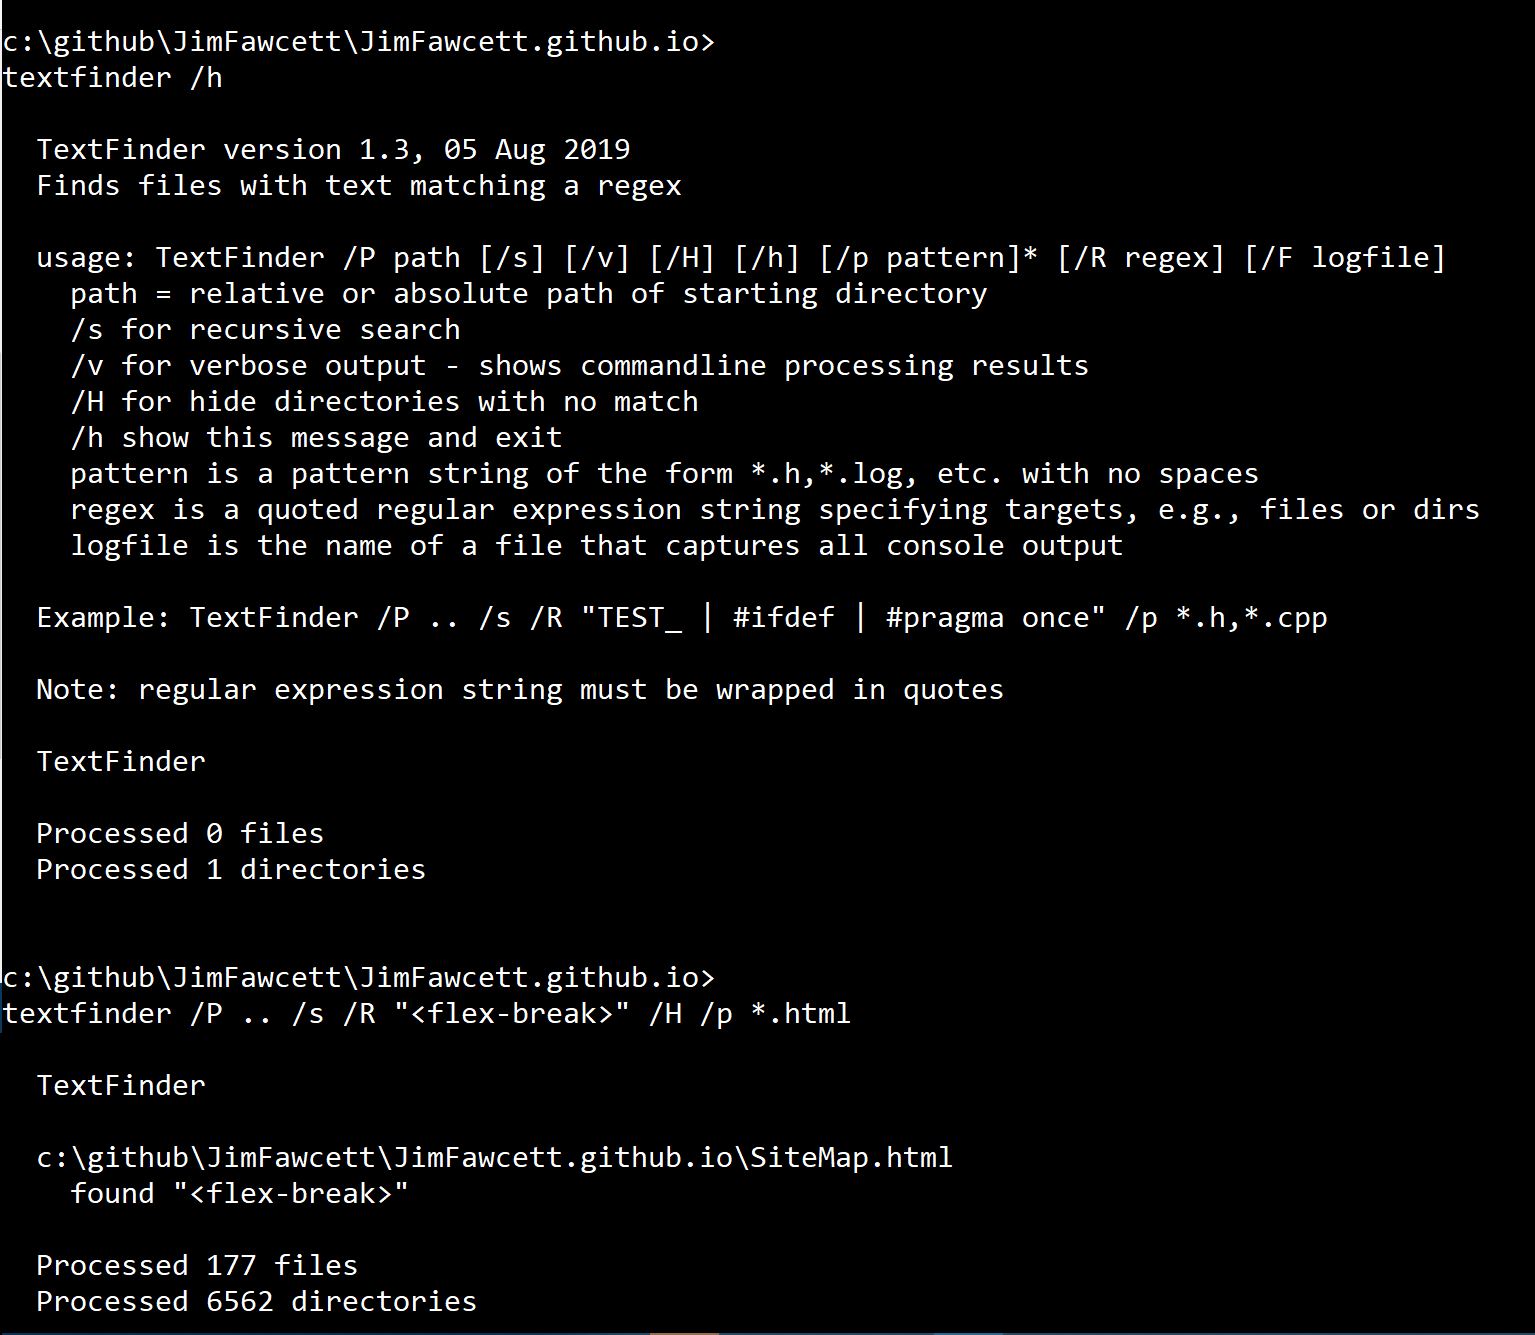 c:\github\JimFawcett\JimFawcett.github.io>
textfinder /h
TextFinder version 1.3, 05 Aug 2019
Finds files with text matching a regex
usage: TextFinder /P path [/s] [/v] [/H] [/h] [/p pattern]* [/R regex] [/F logfile]
path = relative or absolute path of starting directory
/s for recursive search
/v for verbose output - shows commandline processing results
/H for hide directories with no match
/h show this message and exit
pattern is a pattern string of the form *.h,*.log, etc. with no spaces
regex is a quoted regular expression string specifying targets, e.g., files or dirs
logfile is the name of a file that captures all console output
Example: TextFinder /P .. /s /R "TEST_ | #ifdef | #pragma once" /p *.h,*.cpp
Note: regular expression string must be wrapped in quotes
TextFinder
Processed 0 files
Processed 1 directories
c:\github\JimFawcett\JimFawcett.github.io>
textfinder /P .. /s /R "<flex-break>" /H /p *.html
TextFinder
c:\github\JimFawcett\JimFawcett.github.io\SiteMap.html
found "<flex-break>"
Processed 177 files
Processed 6562 directories